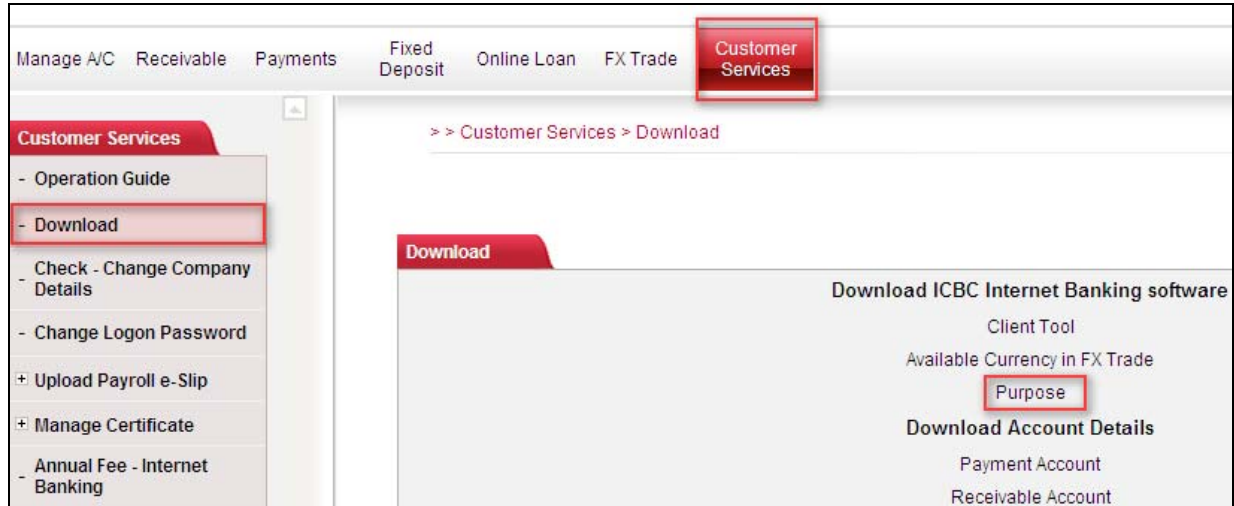 Manage A/C Receivable Payments Fixed Deposit Online Loan FX Trade Customer Services
Customer Services
- Operation Guide
- Download
- Check - Change Company
Details
- Change Logon Password
+ Upload Payroll e-Slip
+ Manage Certificate
- Annual Fee - Internet
Banking
> > Customer Services > Download
Download
Download ICBC Internet Banking software
Client Tool
Available Currency in FX Trade
Purpose
Download Account Details
Payment Account
Receivable Account